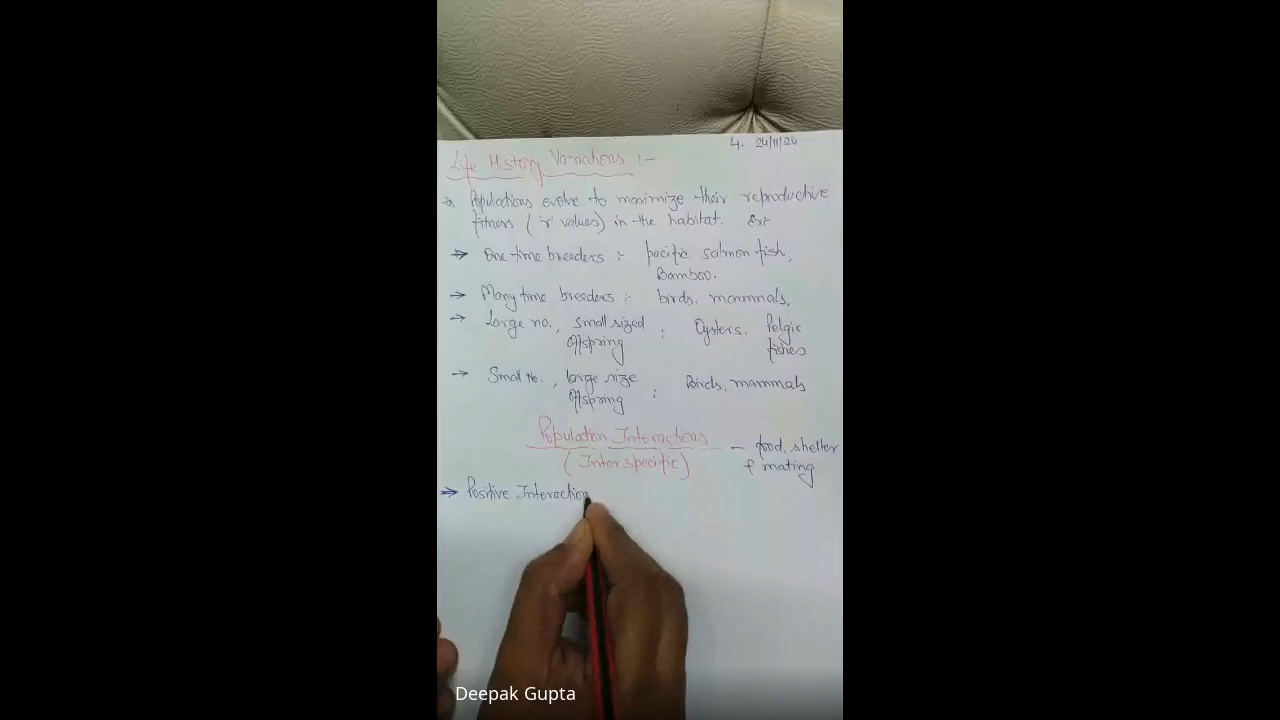 4. 24/11/20
Life History Variations :-
Populations evolve to maximize their reproductive
fitness ('r' values) in the habitat. Ex:
→ One time breeders :- pacific salmon fish,
Bamboo.
→ Many time breeders :- birds, mammals,
→ Large no., small sized : Oysters, Pelgic
offspring fishes
→ Small No., large size : Birds, mammals
offspring
Population Interactions – food, shelter
(Interspecific) & mating
→ Positive Interaction
Deepak Gupta